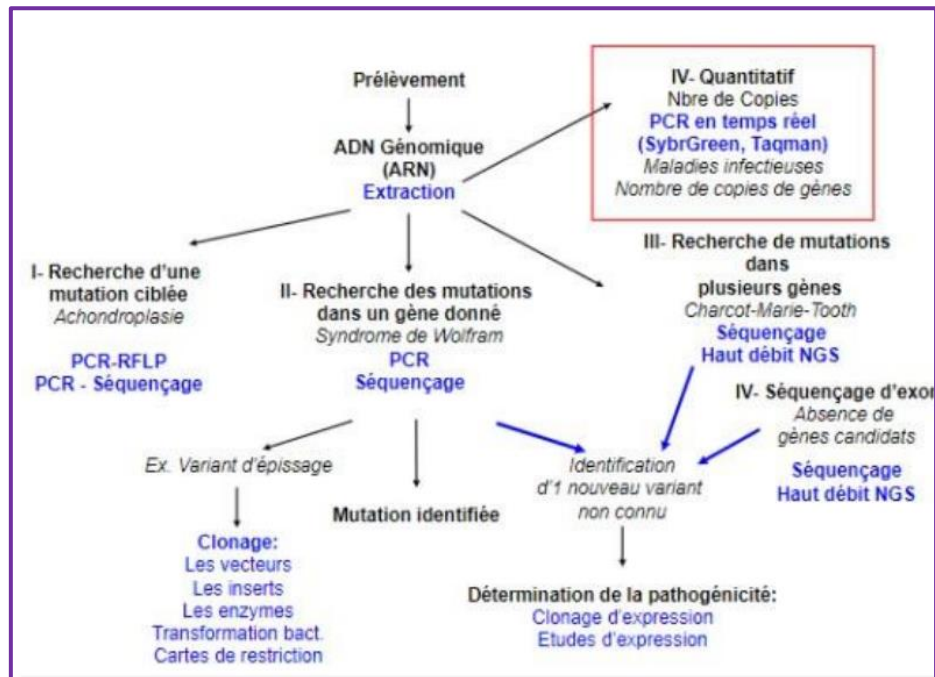 Prélèvement
ADN Génomique
(ARN)
Extraction
IV- Quantitatif
Nbre de Copies
PCR en temps réel
(SybrGreen, Taqman)
Maladies infectieuses
Nombre de copies de gènes
I- Recherche d'une
mutation ciblée
Achondroplasie
PCR-RFLP
PCR - Séquençage
II- Recherche des mutations
dans un gène donné
Syndrome de Wolfram
PCR
Séquençage
III- Recherche de mutations
dans
plusieurs gènes
Charcot-Marie-Tooth
Séquençage
Haut débit NGS
IV- Séquençage d'exor
Absence de
gènes candidats
Séquençage
Haut débit NGS
Ex. Variant d'épissage
Clonage:
Les vecteurs
Les inserts
Les enzymes
Transformation bact.
Cartes de restriction
Mutation identifiée
Identification
d'1 nouveau variant
non connu
Détermination de la pathogénicité:
Clonage d'expression
Etudes d'expression